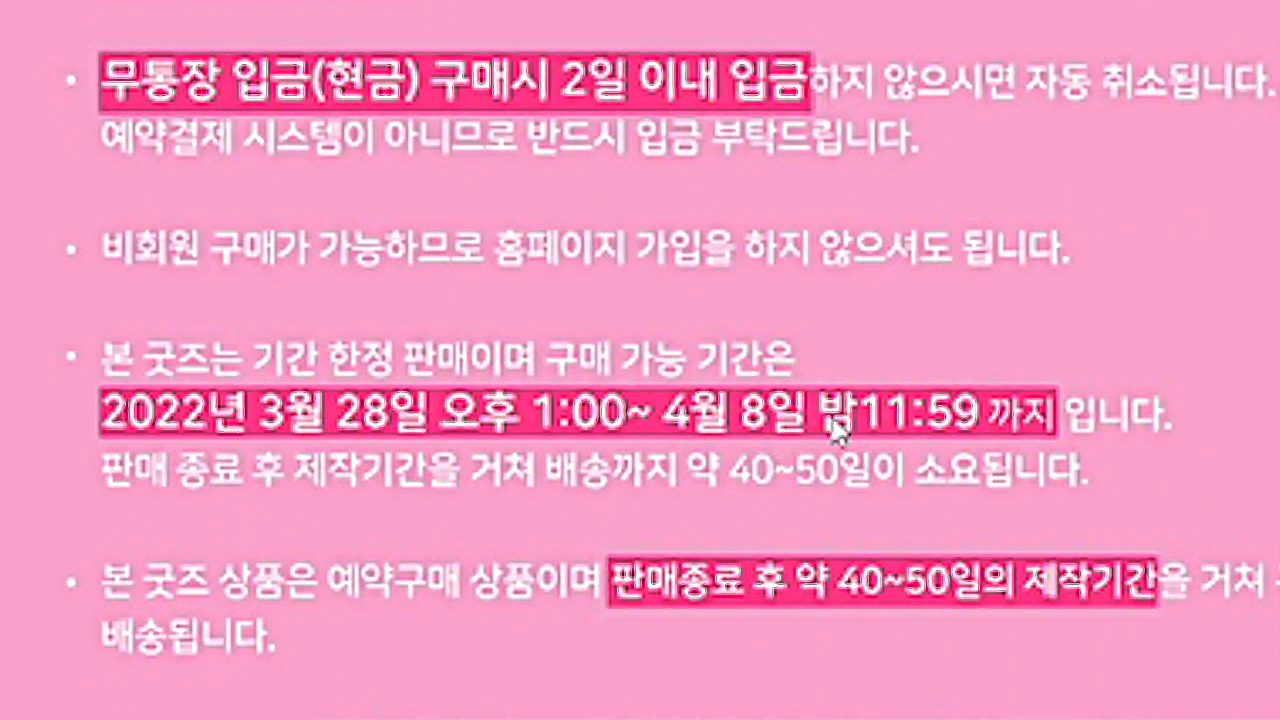 • 무통장 입금(현금) 구매시 2일 이내 입금하지 않으시면 자동 취소됩니다.
예약결제 시스템이 아니므로 반드시 입금 부탁드립니다.
• 비회원 구매가 가능하므로 홈페이지 가입을 하지 않으셔도 됩니다.
• 본 굿즈는 기간 한정 판매이며 구매 가능 기간은
2022년 3월 28일 오후 1:00~ 4월 8일 밤11:59 까지 입니다.
판매 종료 후 제작기간을 거쳐 배송까지 약 40~50일이 소요됩니다.
• 본 굿즈 상품은 예약구매 상품이며 판매종료 후 약 40~50일의 제작기간을 거쳐
배송됩니다.